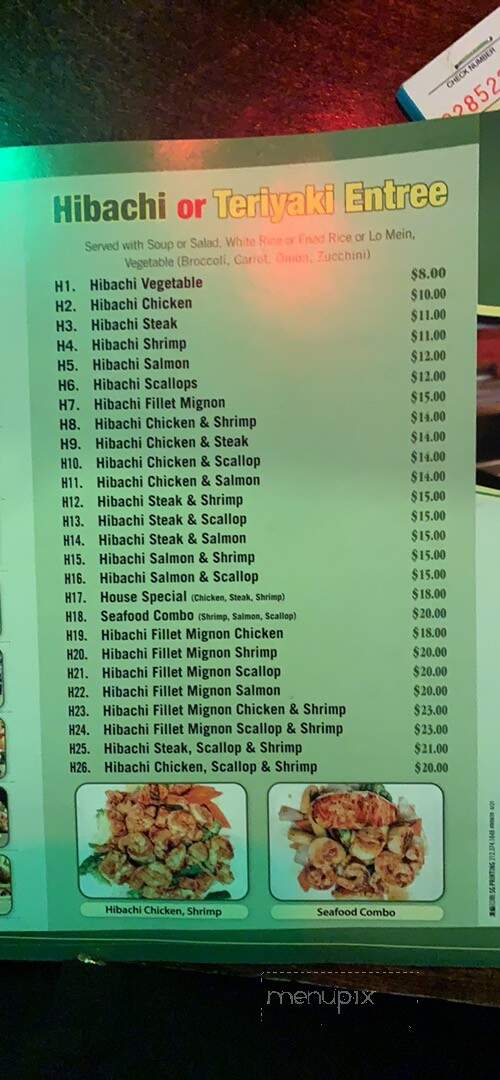 CHECK NUMBER
Hibachi or Teriyaki Entree
Served with Soup or Salad, White Rice or Fried Rice or Lo Mein,
Vegetable (Broccoli, Carrot, Onion, Zucchini)
H1. Hibachi Vegetable $8.00
H2. Hibachi Chicken $10.00
H3. Hibachi Steak $11.00
H4. Hibachi Shrimp $11.00
H5. Hibachi Salmon $12.00
H6. Hibachi Scallops $12.00
H7. Hibachi Fillet Mignon $15.00
H8. Hibachi Chicken & Shrimp $14.00
H9. Hibachi Chicken & Steak $14.00
H10. Hibachi Chicken & Scallop $14.00
H11. Hibachi Chicken & Salmon $14.00
H12. Hibachi Steak & Shrimp $15.00
H13. Hibachi Steak & Scallop $15.00
H14. Hibachi Steak & Salmon $15.00
H15. Hibachi Salmon & Shrimp $15.00
H16. Hibachi Salmon & Scallop $15.00
H17. House Special (Chicken, Steak, Shrimp) $18.00
H18. Seafood Combo (Shrimp, Salmon, Scallop) $20.00
H19. Hibachi Fillet Mignon Chicken $18.00
H20. Hibachi Fillet Mignon Shrimp $20.00
H21. Hibachi Fillet Mignon Scallop $20.00
H22. Hibachi Fillet Mignon Salmon $20.00
H23. Hibachi Fillet Mignon Chicken & Shrimp $23.00
H24. Hibachi Fillet Mignon Scallop & Shrimp $23.00
H25. Hibachi Steak, Scallop & Shrimp $21.00
H26. Hibachi Chicken, Scallop & Shrimp $20.00
Hibachi Chicken, Shrimp
Seafood Combo
menupix